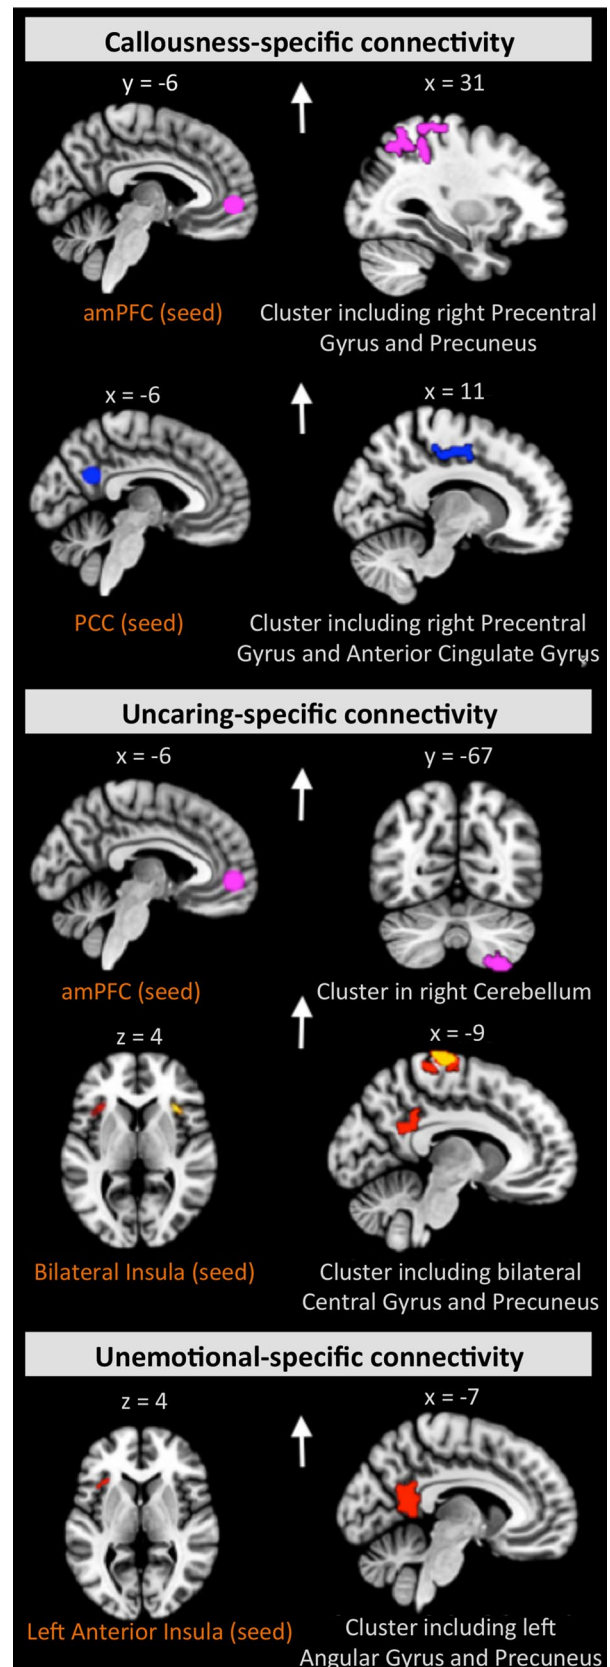 Callousness-specific connectivity
y = -6
x = 31
amPFC (seed)
Cluster including right Precentral
Gyrus and Precuneus
x = -6
x = 11
PCC (seed)
Cluster including right Precentral
Gyrus and Anterior Cingulate Gyrus
Uncaring-specific connectivity
x = -6
y = -67
amPFC (seed)
Cluster in right Cerebellum
z = 4
x = -9
Bilateral Insula (seed)
Cluster including bilateral
Central Gyrus and Precuneus
Unemotional-specific connectivity
z = 4
x = -7
Left Anterior Insula (seed)
Cluster including left
Angular Gyrus and Precuneus